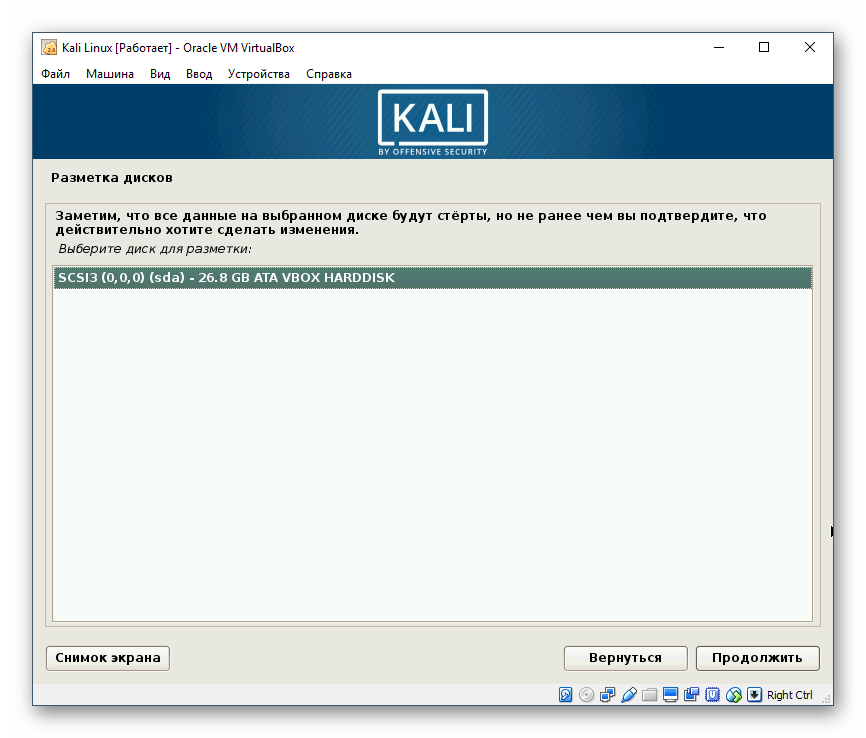 Kali Linux [Работает] - Oracle VM VirtualBox
Файл Машина Вид Ввод Устройства Справка
KALI
BY OFFENSIVE SECURITY
Разметка дисков
Заметим, что все данные на выбранном диске будут стёрты, но не ранее чем вы подтвердите, что
действительно хотите сделать изменения.
Выберите диск для разметки:
SCSI3 (0,0,0) (sda) - 26.8 GB ATA VBOX HARDDISK
Снимок экрана Вернуться Продолжить
Right Ctrl